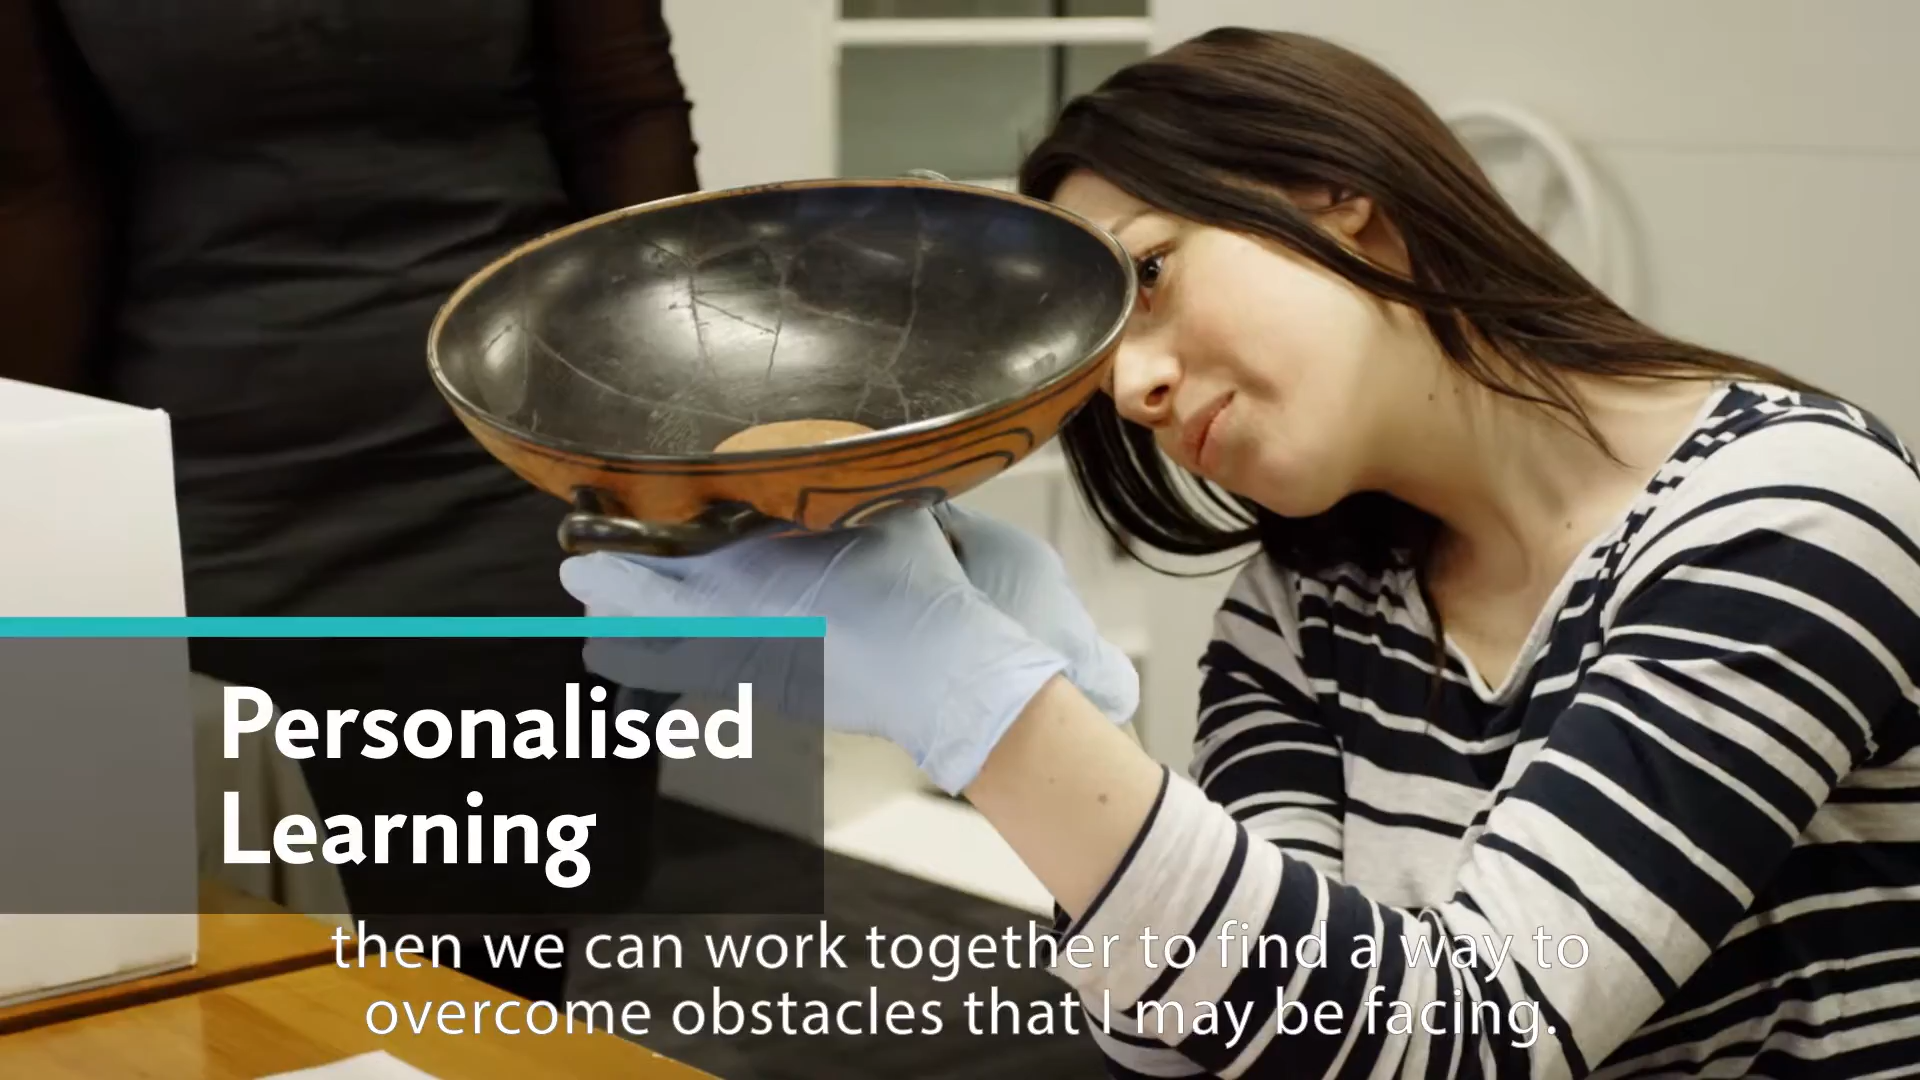 Personalised
Learning
then we can work together to find a way to
overcome obstacles that I may be facing.